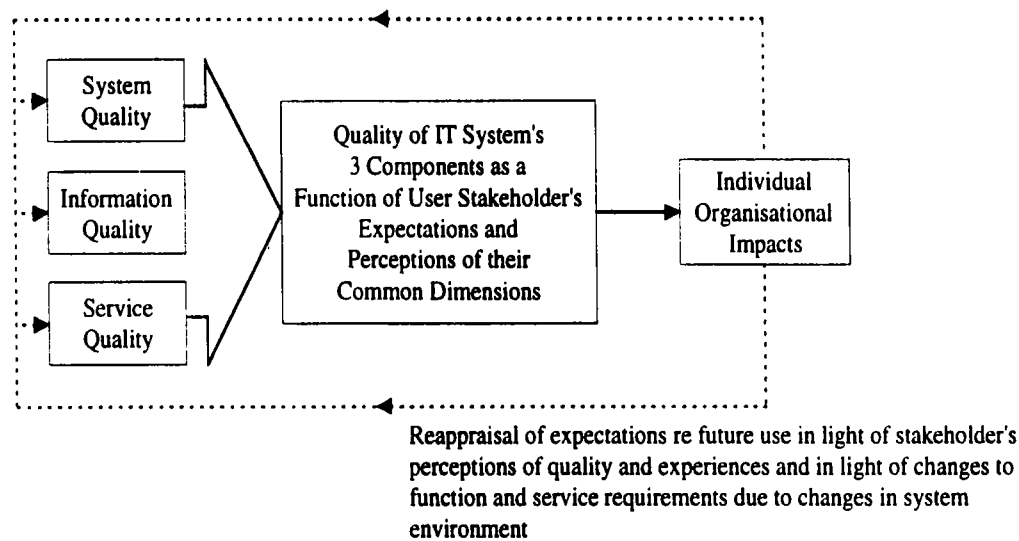 System
Quality
Information
Quality
Service
Quality
Quality of IT System's
3 Components as a
Function of User Stakeholder's
Expectations and
Perceptions of their
Common Dimensions
Individual
Organisational
Impacts
Reappraisal of expectations re future use in light of stakeholder's
perceptions of quality and experiences and in light of changes to
function and service requirements due to changes in system
environment